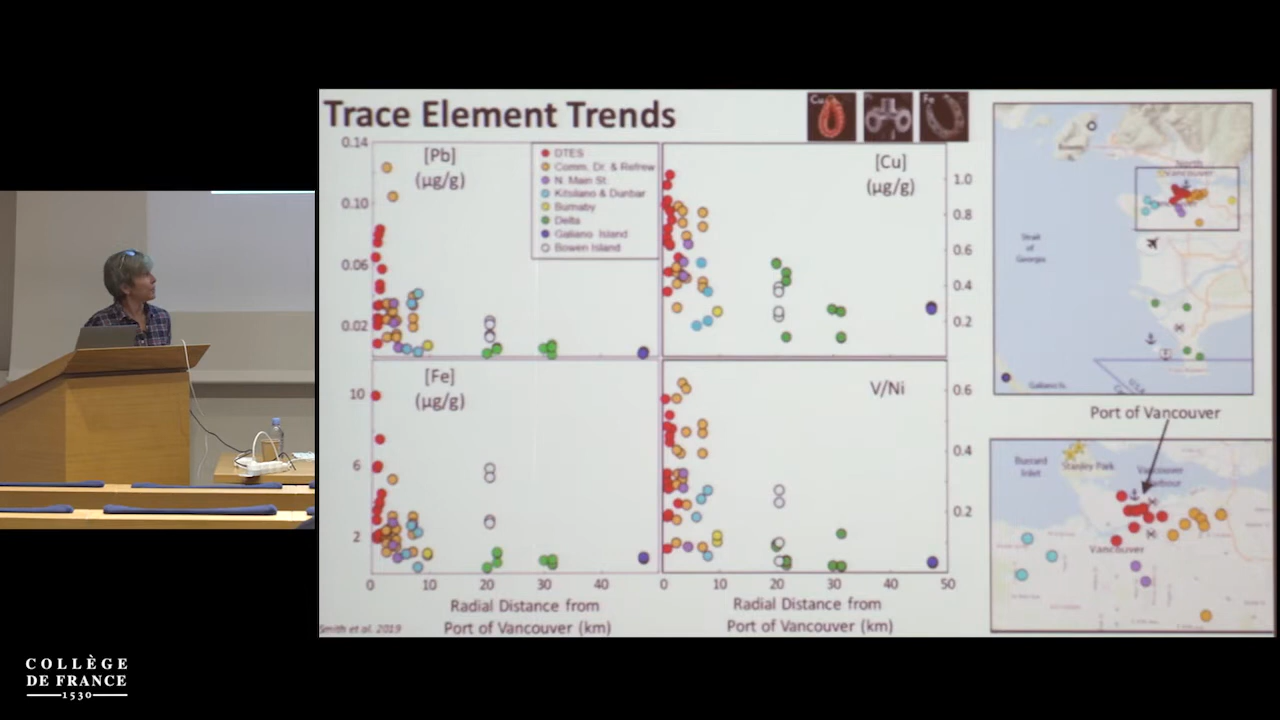 Trace Element Trends
Cu
Fe
0.14
0.10
0.06
0.02
[Pb]
(µg/g)
DTES
Comm. Dr. & Refrew
N. Main St.
Kitsilano & Dunbar
Burnaby
Delta
Galiano Island
Bowen Island
[Cu]
(µg/g)
1.0
0.8
0.6
0.4
0.2
10
6
2
[Fe]
(µg/g)
V/Ni
0.6
0.4
0.2
0
10
20
30
40
0
10
20
30
40
50
Radial Distance from
Port of Vancouver (km)
Radial Distance from
Port of Vancouver (km)
Smith et al. 2019
North
Vancouver
Strait
of
Georgia
Galiano Is.
Port of Vancouver
Burrard
Inlet
Stanley Park
Vancouver
Harbour
Vancouver
COLLÈGE
DE FRANCE
1530